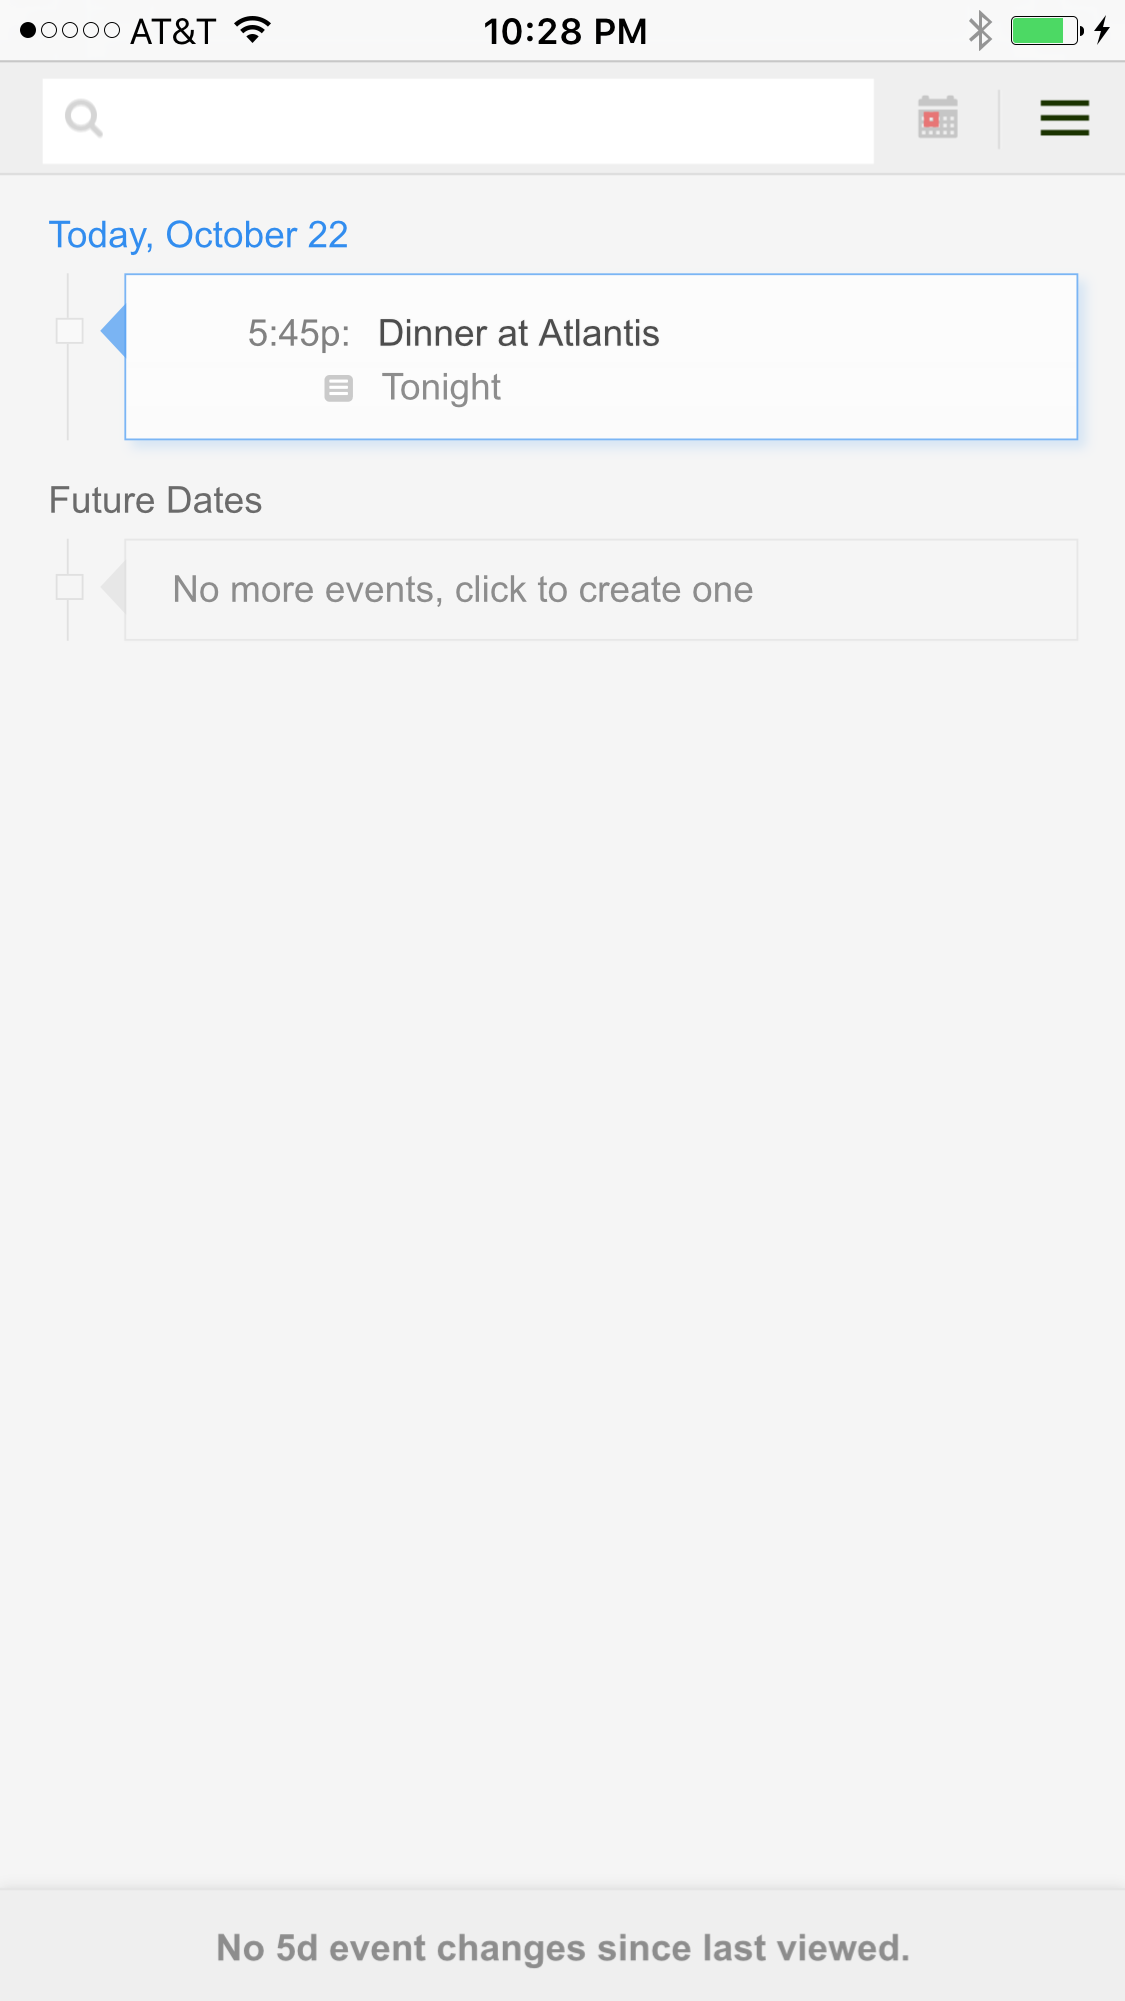 AT&T 10:28 PM
Today, October 22
5:45p: Dinner at Atlantis
Tonight
Future Dates
No more events, click to create one
No 5d event changes since last viewed.